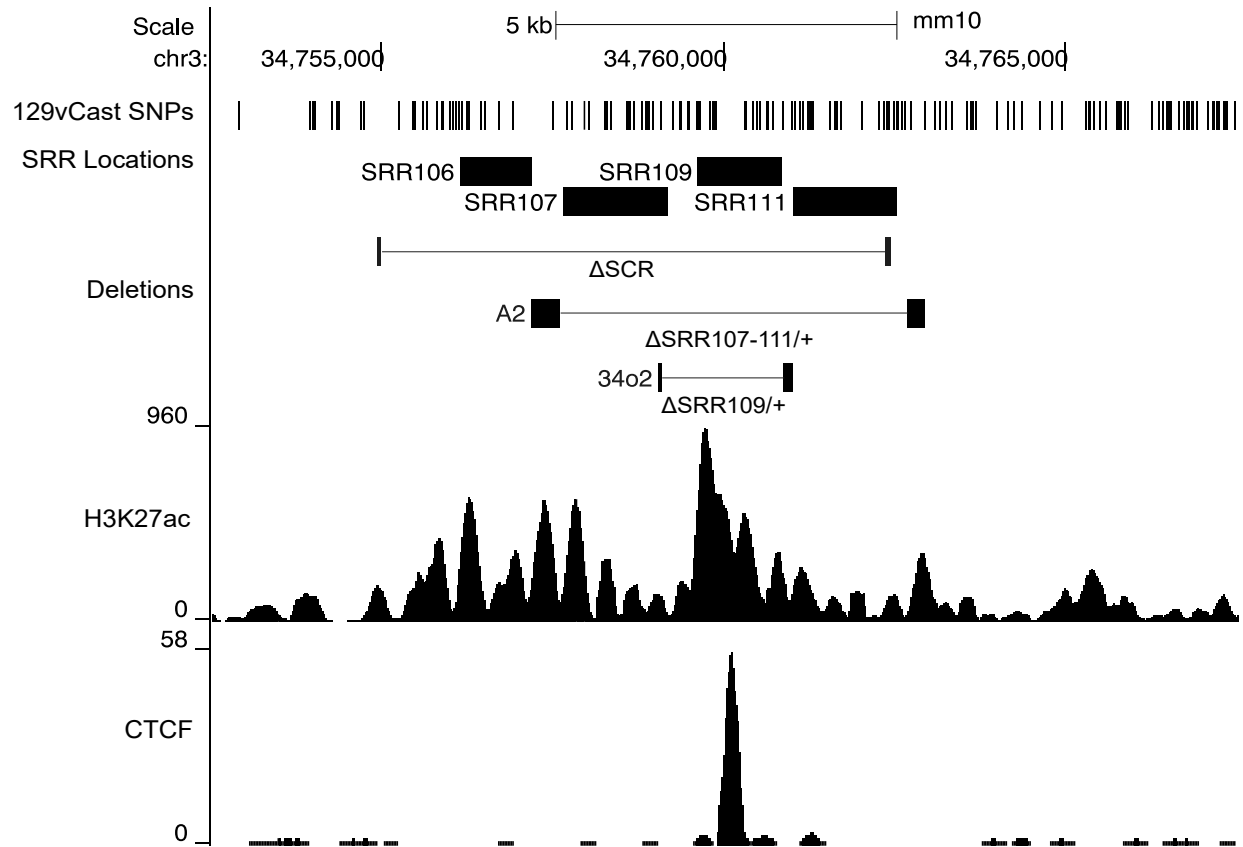 Scale 5 kb mm10
chr3: 34,755,000 34,760,000 34,765,000
129vCast SNPs
SRR Locations
SRR106 SRR109
SRR107 SRR111
ΔSCR
Deletions
A2
ΔSRR107-111/+
34o2
ΔSRR109/+
960
H3K27ac
0
58
CTCF
0